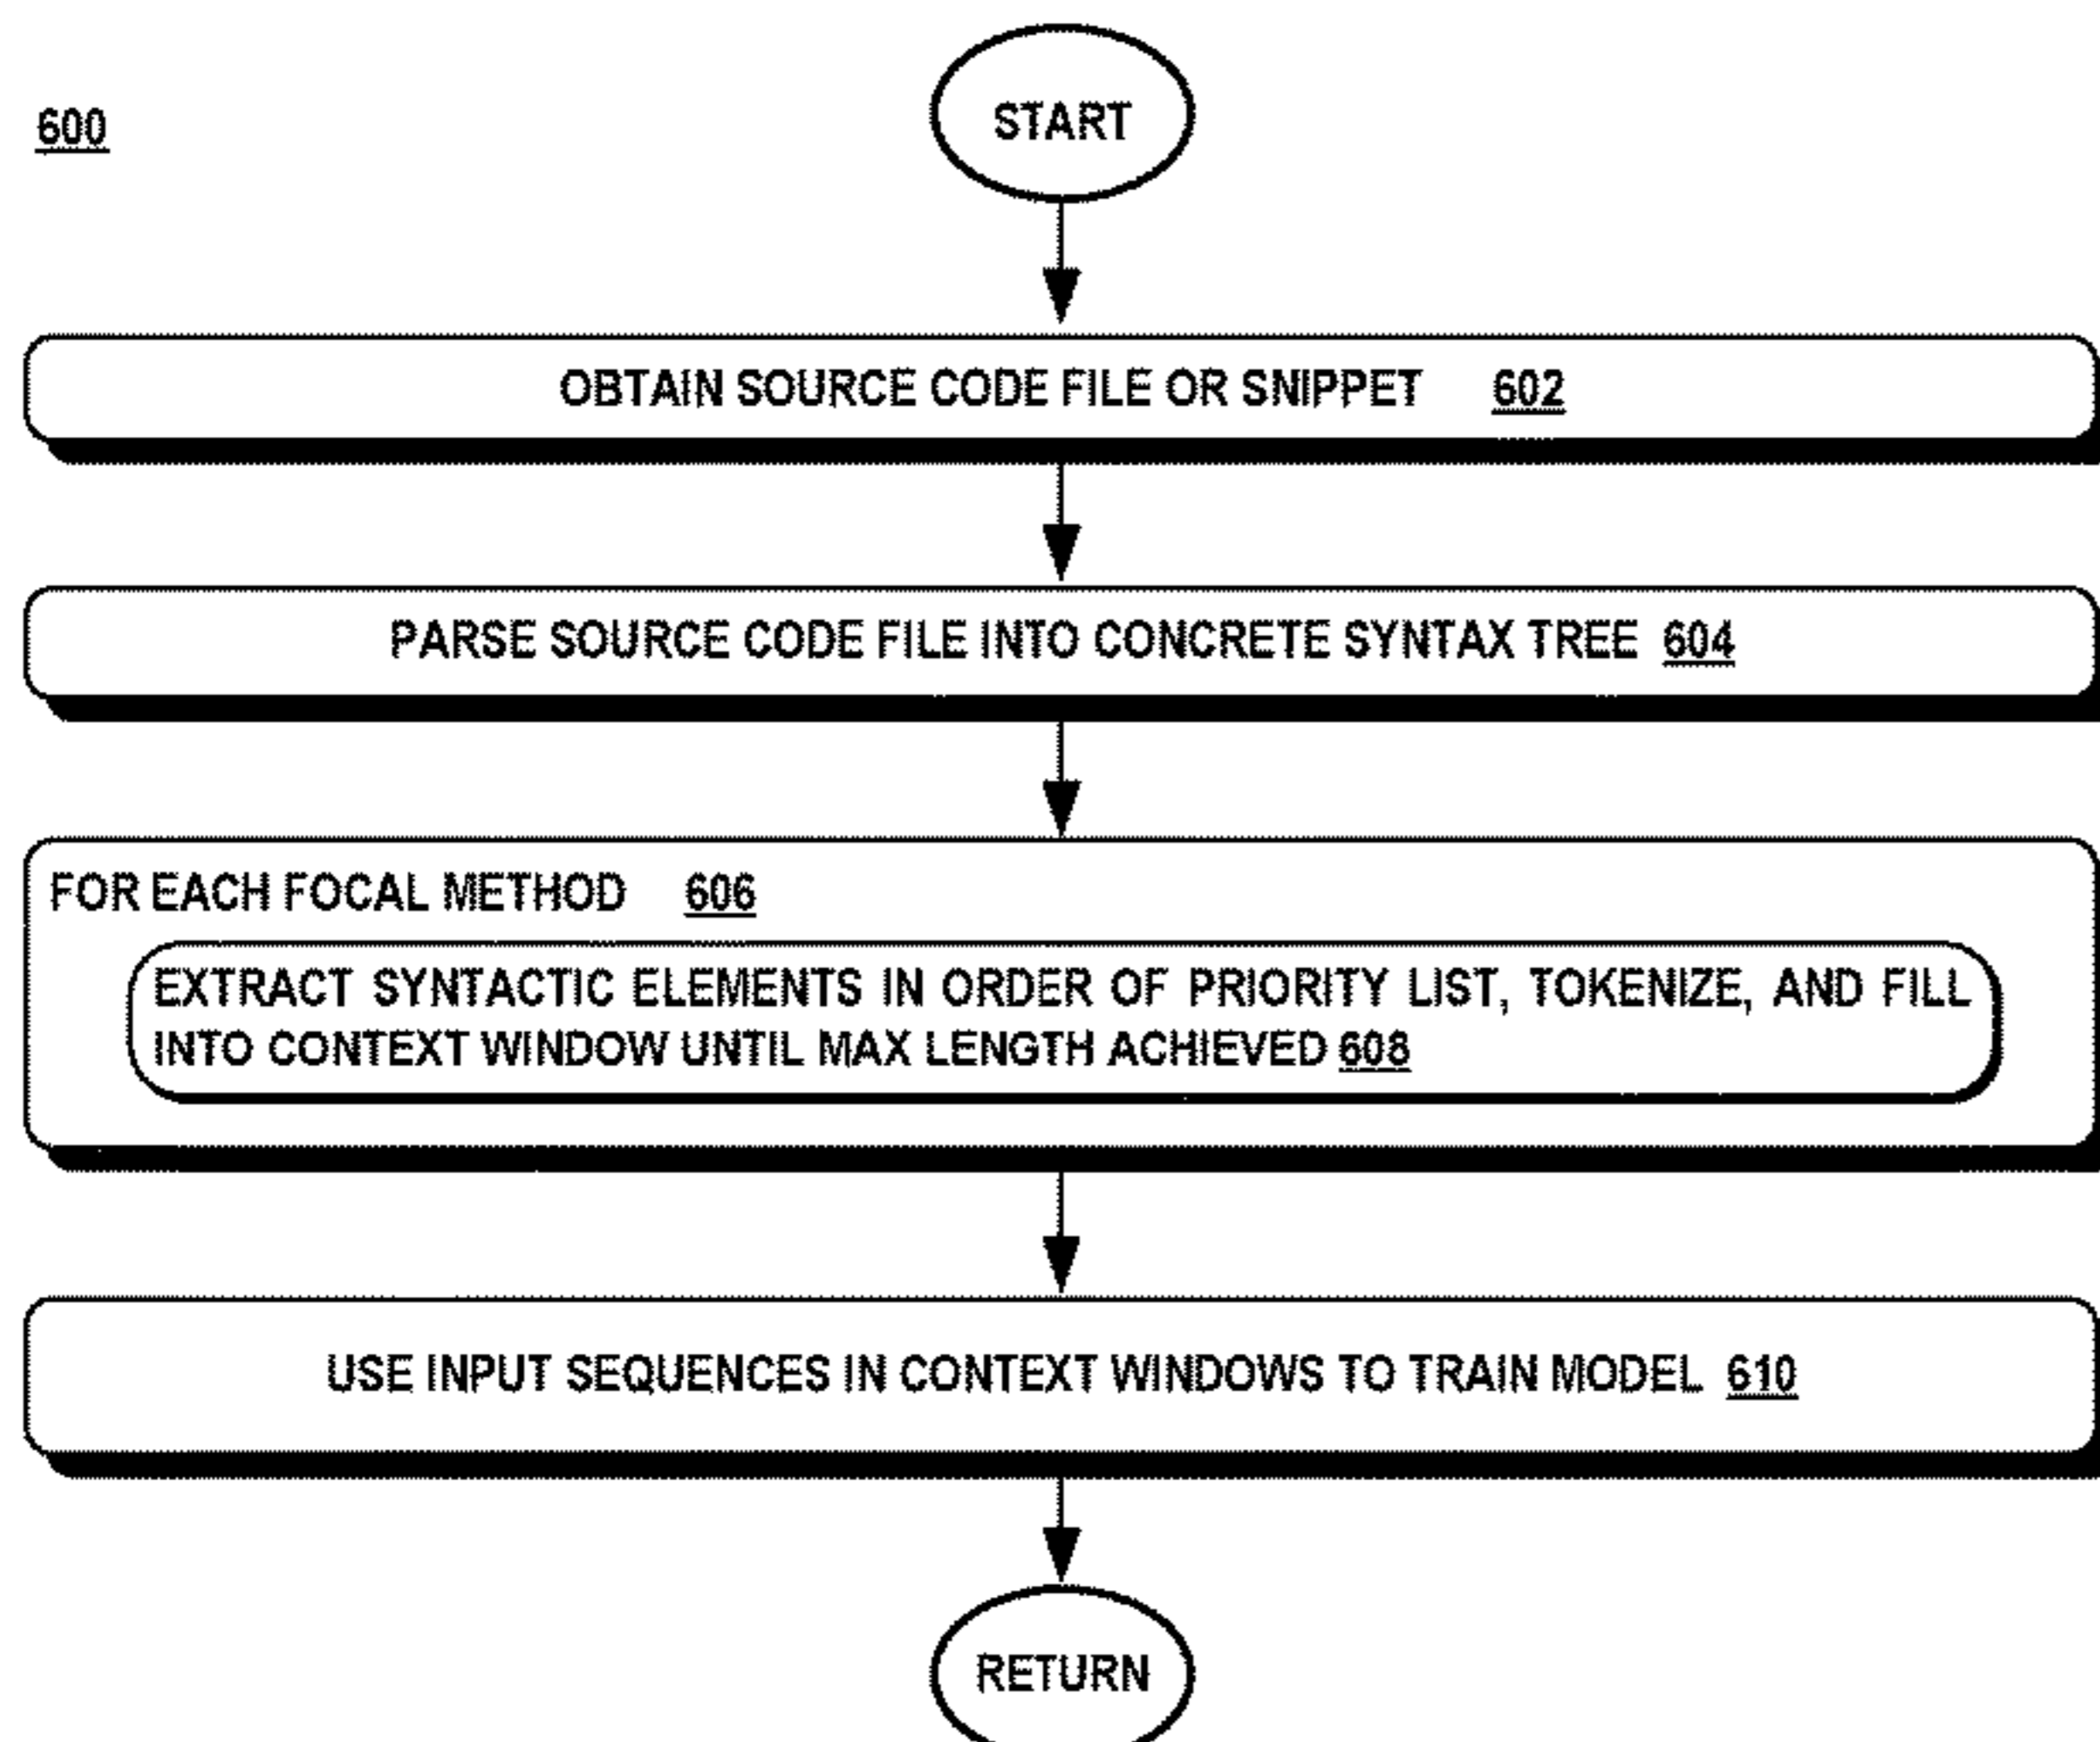 600
START
OBTAIN SOURCE CODE FILE OR SNIPPET 602
PARSE SOURCE CODE FILE INTO CONCRETE SYNTAX TREE 604
FOR EACH FOCAL METHOD 606
EXTRACT SYNTACTIC ELEMENTS IN ORDER OF PRIORITY LIST, TOKENIZE, AND FILL
INTO CONTEXT WINDOW UNTIL MAX LENGTH ACHIEVED 608
USE INPUT SEQUENCES IN CONTEXT WINDOWS TO TRAIN MODEL 610
RETURN